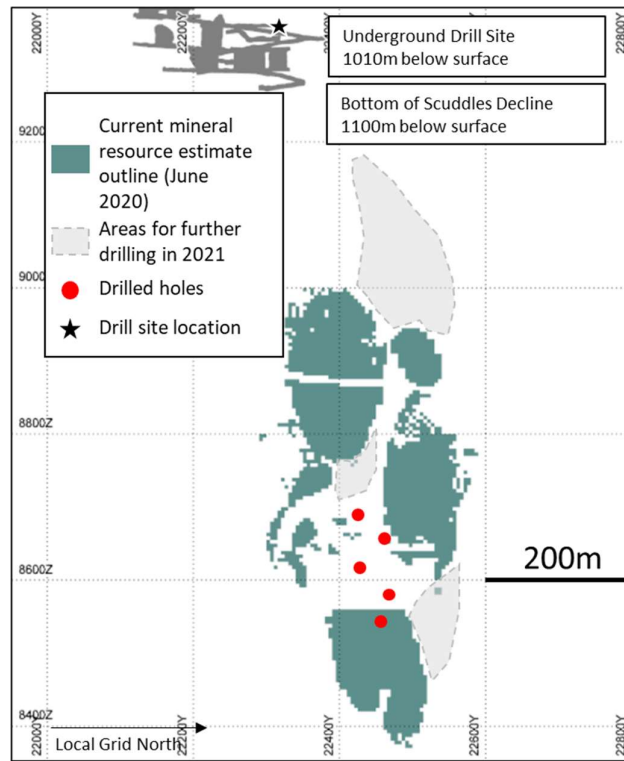 22000Y
22200Y
22400Y
22800Y
Underground Drill Site
1010m below surface
Bottom of Scuddles Decline
1100m below surface
Current mineral
resource estimate
outline (June
2020)
Areas for further
drilling in 2021
Drilled holes
Drill site location
9200
9000
8800Z
8600Z
200m
8400Z
22000Y
22200Y
22400Y
22600Y
22800Y
Local Grid North